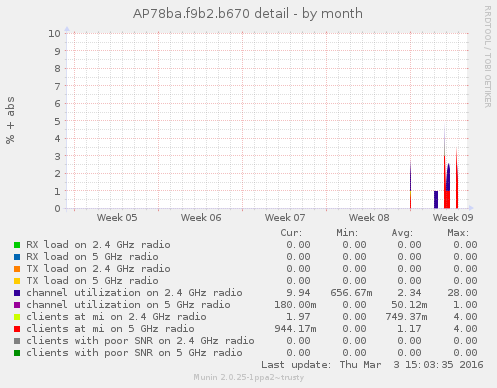 AP78ba.f9b2.b670 detail - by month
RRDTOOL / TOBI OETIKER
% + abs
10
9
8
7
6
5
4
3
2
1
0
Week 05 Week 06 Week 07 Week 08 Week 09
Cur: Min: Avg: Max:
RX load on 2.4 GHz radio 0.00 0.00 0.00 0.00
RX load on 5 GHz radio 0.00 0.00 0.00 0.00
TX load on 2.4 GHz radio 0.00 0.00 0.00 0.00
TX load on 5 GHz radio 0.00 0.00 0.00 0.00
channel utilization on 2.4 GHz radio 9.94 656.67m 2.34 28.00
channel utilization on 5 GHz radio 180.00m 0.00 50.12m 1.00
clients at mi on 2.4 GHz radio 1.97 0.00 749.37m 4.00
clients at mi on 5 GHz radio 944.17m 0.00 1.17 4.00
clients with poor SNR on 2.4 GHz radio 0.00 0.00 0.00 0.00
clients with poor SNR on 5 GHz radio 0.00 0.00 0.00 0.00
Last update: Thu Mar 3 15:03:35 2016
Munin 2.0.25-1ppa2~trusty